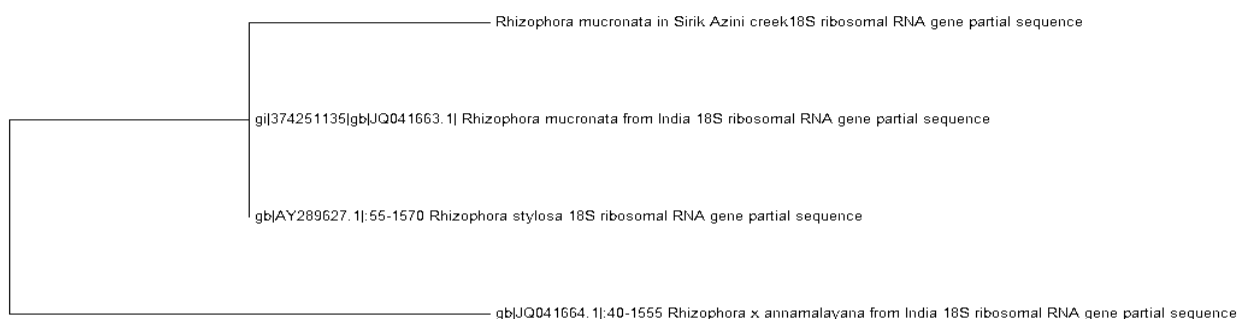 Rhizophora mucronata in Sirik Azini creek18S ribosomal RNA gene partial sequence
gi|374251135|gb|JQ041663.1| Rhizophora mucronata from India 18S ribosomal RNA gene partial sequence
gb|AY289627.1|:55-1570 Rhizophora stylosa 18S ribosomal RNA gene partial sequence
gb|JQ041664.1|:40-1555 Rhizophora x annamalayana from India 18S ribosomal RNA gene partial sequence